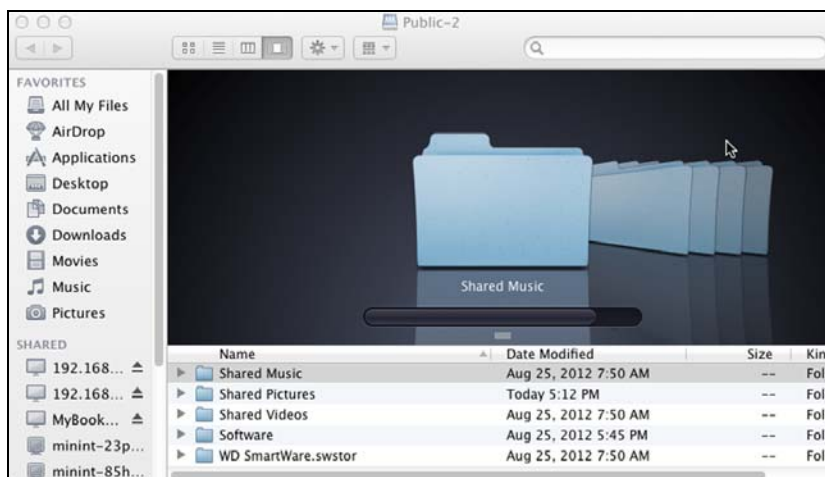 Public-2
FAVORITES
All My Files
AirDrop
Applications
Desktop
Documents
Downloads
Movies
Music
Pictures
SHARED
192.168...
192.168...
MyBook...
minint-23p...
minint-85h...
Shared Music
Name Date Modified Size Kin
Shared Music Aug 25, 2012 7:50 AM -- Fol
Shared Pictures Today 5:12 PM -- Fol
Shared Videos Aug 25, 2012 7:50 AM -- Fol
Software Aug 25, 2012 5:45 PM -- Fol
WD SmartWare.swstor Aug 25, 2012 7:50 AM -- Fol